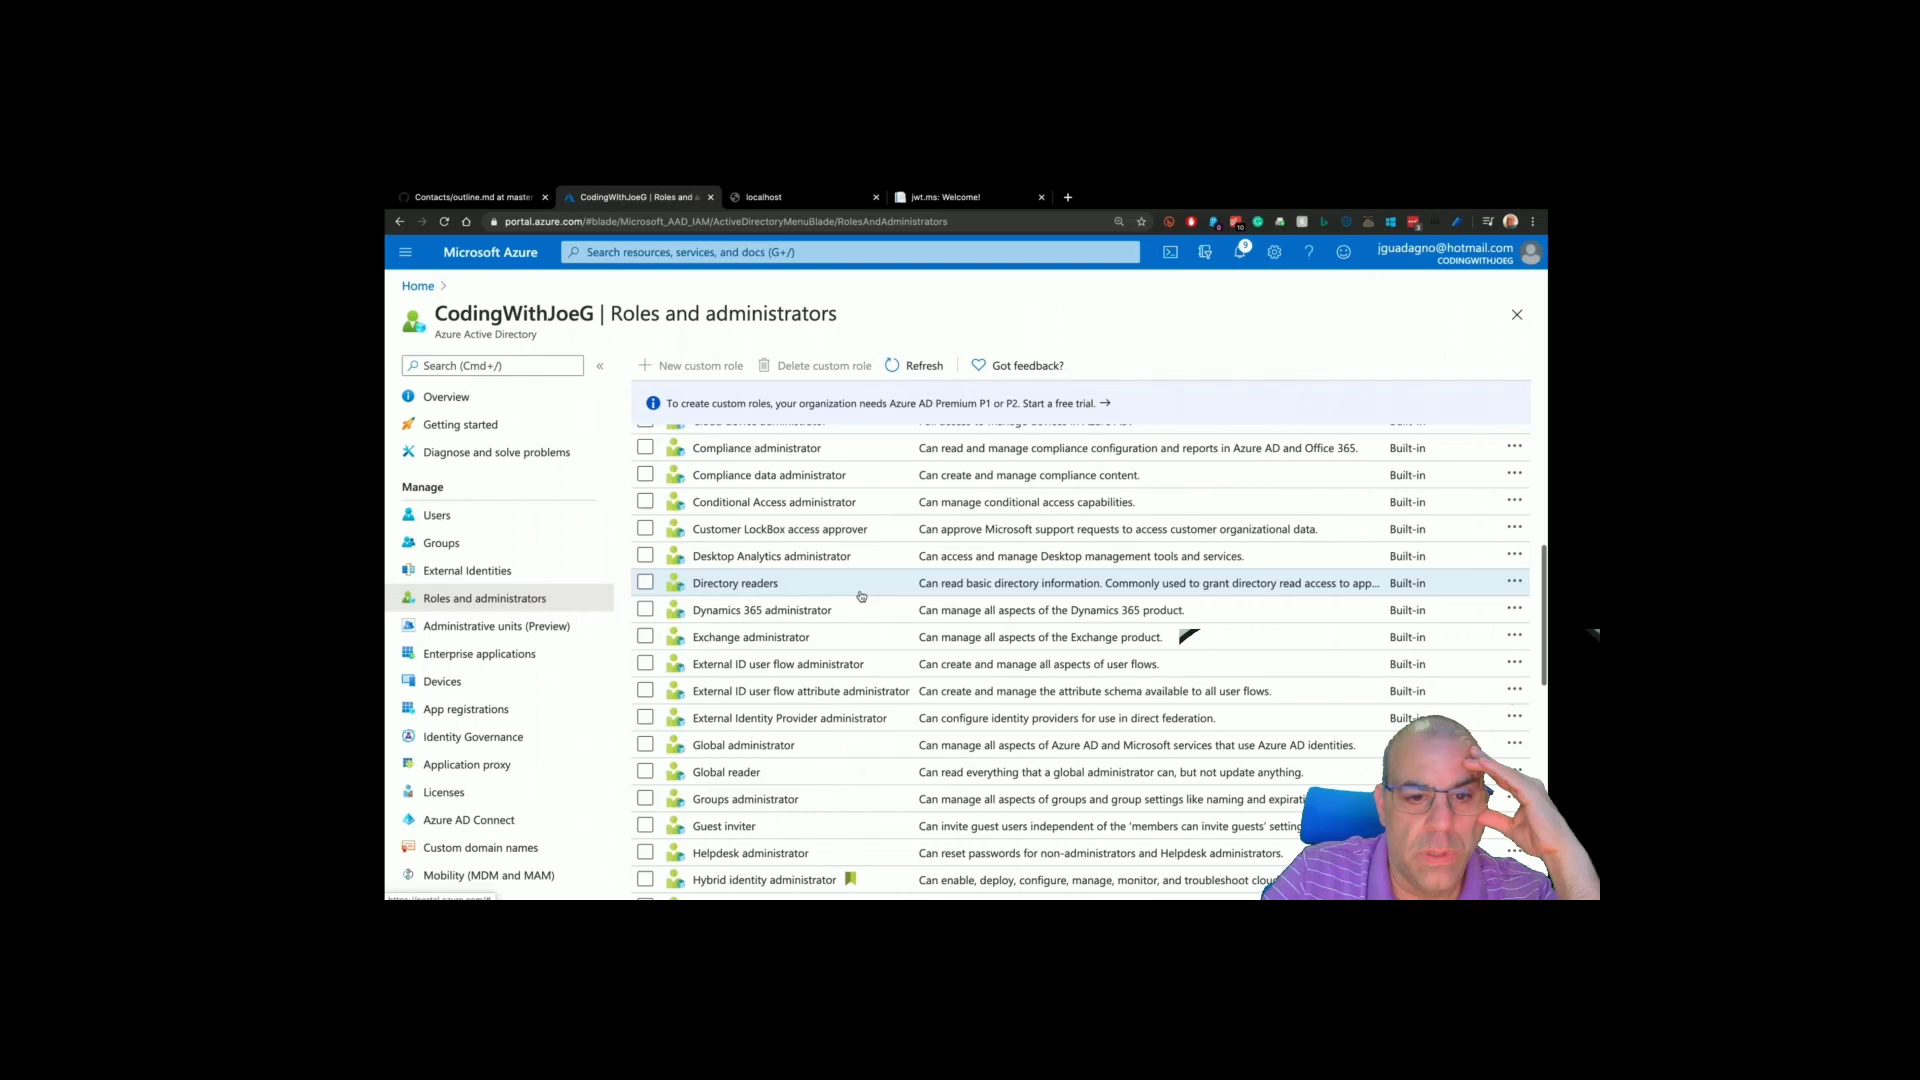 Contacts/outline.md at master
CodingWithJoeG | Roles and a
localhost
jwt.ms: Welcome!
portal.azure.com/#blade/Microsoft_AAD_IAM/ActiveDirectoryMenuBlade/RolesAndAdministrators
0
10
3
Microsoft Azure
Search resources, services, and docs (G+/)
9
jguadagno@hotmail.com
CODINGWITHJOEG
Home >
CodingWithJoeG | Roles and administrators
Azure Active Directory
Search (Cmd+/)
«
New custom role
Delete custom role
Refresh
Got feedback?
To create custom roles, your organization needs Azure AD Premium P1 or P2. Start a free trial. →
Overview
Getting started
Diagnose and solve problems
Manage
Users
Groups
External Identities
Roles and administrators
Administrative units (Preview)
Enterprise applications
Devices
App registrations
Identity Governance
Application proxy
Licenses
Azure AD Connect
Custom domain names
Mobility (MDM and MAM)
Compliance administrator Can read and manage compliance configuration and reports in Azure AD and Office 365. Built-in
Compliance data administrator Can create and manage compliance content. Built-in
Conditional Access administrator Can manage conditional access capabilities. Built-in
Customer LockBox access approver Can approve Microsoft support requests to access customer organizational data. Built-in
Desktop Analytics administrator Can access and manage Desktop management tools and services. Built-in
Directory readers Can read basic directory information. Commonly used to grant directory read access to app... Built-in
Dynamics 365 administrator Can manage all aspects of the Dynamics 365 product. Built-in
Exchange administrator Can manage all aspects of the Exchange product. Built-in
External ID user flow administrator Can create and manage all aspects of user flows. Built-in
External ID user flow attribute administrator Can create and manage the attribute schema available to all user flows. Built-in
External Identity Provider administrator Can configure identity providers for use in direct federation. Built-in
Global administrator Can manage all aspects of Azure AD and Microsoft services that use Azure AD identities.
Global reader Can read everything that a global administrator can, but not update anything.
Groups administrator Can manage all aspects of groups and group settings like naming and expirati
Guest inviter Can invite guest users independent of the 'members can invite guests' setting
Helpdesk administrator Can reset passwords for non-administrators and Helpdesk administrators.
Hybrid identity administrator Can enable, deploy, configure, manage, monitor, and troubleshoot clou